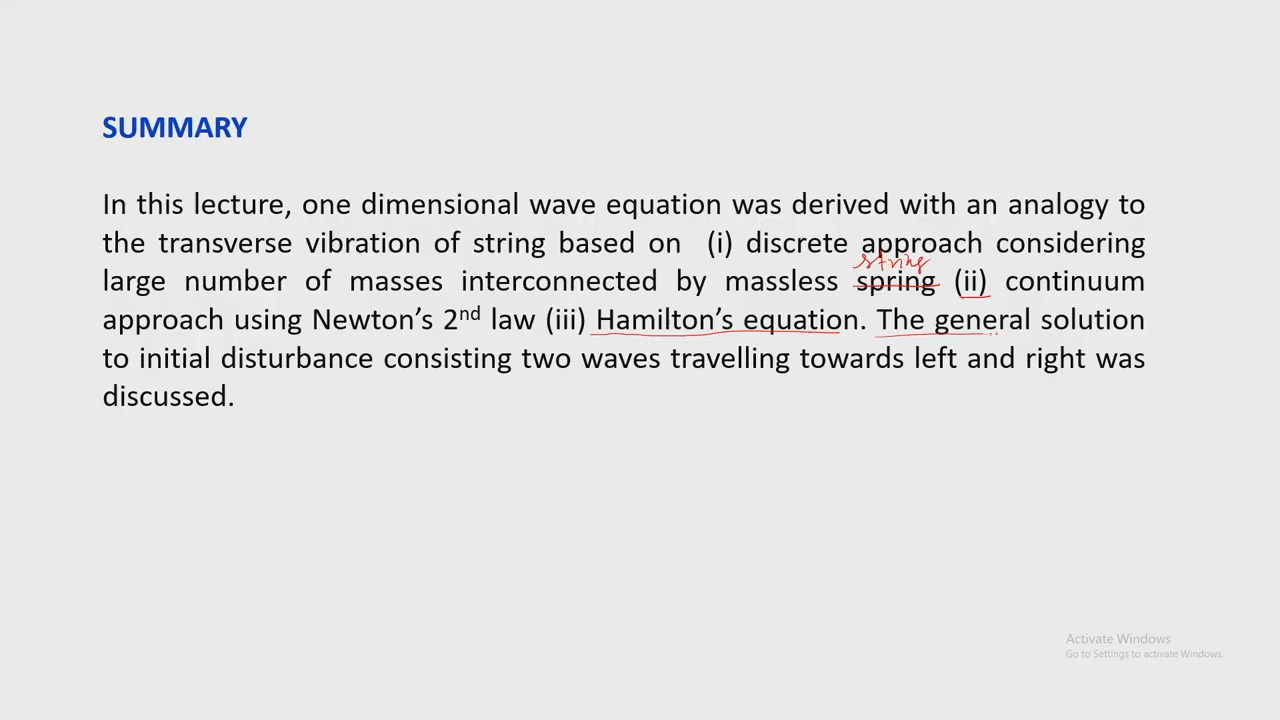 SUMMARY
In this lecture, one dimensional wave equation was derived with an analogy to
the transverse vibration of string based on (i) discrete approach considering
string
large number of masses interconnected by massless spring (ii) continuum
approach using Newton’s 2nd law (iii) Hamilton’s equation. The general solution
to initial disturbance consisting two waves travelling towards left and right was
discussed.
Activate Windows
Go to Settings to activate Windows.